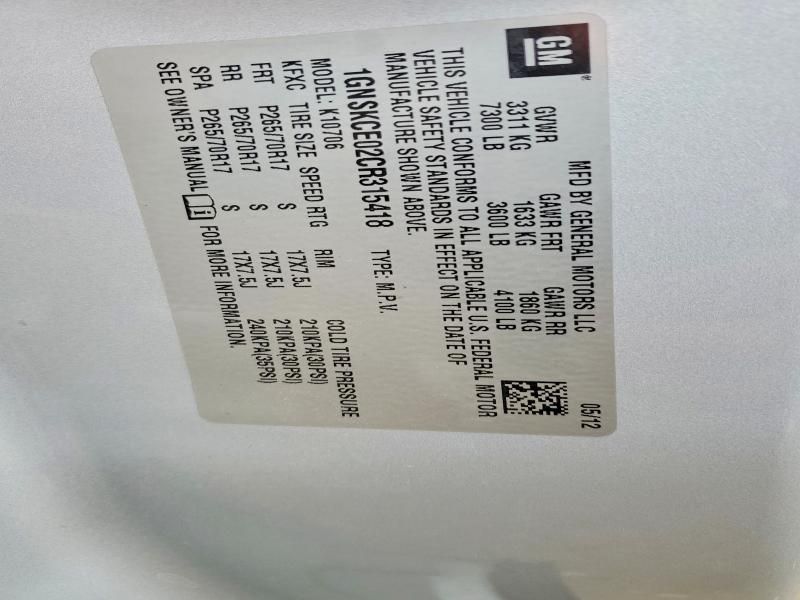 GM®
MFD BY GENERAL MOTORS LLC 05/12
GVWR GAWR FRT GAWR RR
3311 KG 1633 KG 1860 KG
7300 LB 3600 LB 4100 LB
THIS VEHICLE CONFORMS TO ALL APPLICABLE U.S. FEDERAL MOTOR
VEHICLE SAFETY STANDARDS IN EFFECT ON THE DATE OF
MANUFACTURE SHOWN ABOVE.
1GNSKCE02CR315418 TYPE: M.P.V.
MODEL: K10706
KFXC TIRE SIZE SPEED RTG RIM COLD TIRE PRESSURE
FRT P265/70R17 S 17X7.5J 210KPA(30PSI)
RR P265/70R17 S 17X7.5J 210KPA(30PSI)
SPA P265/70R17 S 17X7.5J 240KPA(35PSI)
SEE OWNER'S MANUAL i FOR MORE INFORMATION.